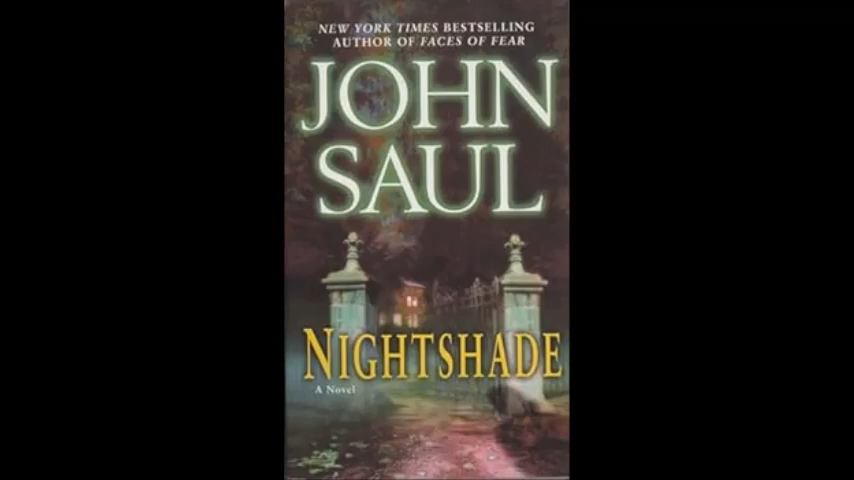 NEW YORK TIMES BESTSELLING
AUTHOR OF FACES OF FEAR
JOHN
SAUL
NIGHTSHADE
A Novel